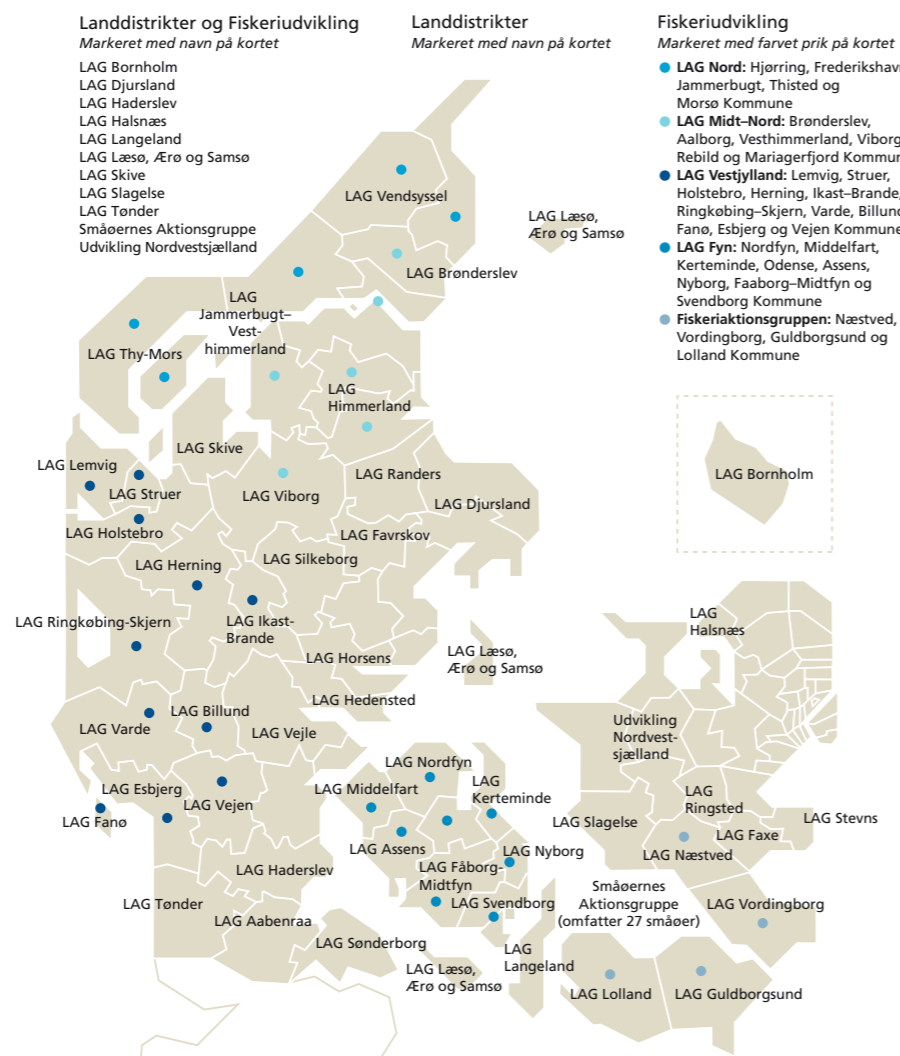 Landdistrikter og Fiskeriudvikling
Markeret med navn på kortet
LAG Bornholm
LAG Djursland
LAG Haderslev
LAG Halsnæs
LAG Langeland
LAG Læsø, Ærø og Samsø
LAG Skive
LAG Slagelse
LAG Tønder
Småøernes Aktionsgruppe
Udvikling Nordvestsjælland
Landdistrikter
Markeret med navn på kortet
Fiskeriudvikling
Markeret med farvet prik på kortet
LAG Nord: Hjørring, Frederikshavn
Jammerbugt, Thisted og
Morsø Kommune
LAG Midt–Nord: Brønderslev,
Aalborg, Vesthimmerland, Viborg
Rebild og Mariagerfjord Kommun
LAG Vestjylland: Lemvig, Struer,
Holstebro, Herning, Ikast–Brande,
Ringkøbing–Skjern, Varde, Billund
Fanø, Esbjerg og Vejen Kommune
LAG Fyn: Nordfyn, Middelfart,
Kerteminde, Odense, Assens,
Nyborg, Faaborg–Midtfyn og
Svendborg Kommune
Fiskeriaktionsgruppen: Næstved,
Vordingborg, Guldborgsund og
Lolland Kommune
LAG Vendsyssel
LAG Læsø,
Ærø og Samsø
LAG Brønderslev
LAG
Jammerbugt–
Vest-
himmerland
LAG Thy-Mors
LAG
Himmerland
LAG Skive
LAG Lemvig
LAG Struer
LAG Viborg
LAG Randers
LAG Djursland
LAG Bornholm
LAG Holstebro
LAG Favrskov
LAG Herning
LAG Silkeborg
LAG Ringkøbing-Skjern
LAG Ikast-
Brande
LAG
Halsnæs
LAG Horsens
LAG Læsø,
Ærø og Samsø
LAG Hedensted
LAG Billund
LAG Varde
LAG Vejle
Udvikling
Nordvest-
sjælland
LAG Nordfyn
LAG Esbjerg
LAG Vejen
LAG Middelfart
LAG
Kerteminde
LAG
Ringsted
LAG Fanø
LAG Slagelse
LAG Stevns
LAG Faxe
LAG Assens
LAG Nyborg
LAG Næstved
LAG Haderslev
LAG Fåborg-
Midtfyn
LAG Tønder
LAG Svendborg
Småøernes
Aktionsgruppe
(omfatter 27 småøer)
LAG Vordingborg
LAG Aabenraa
LAG Sønderborg
LAG
Langeland
LAG Læsø,
Ærø og Samsø
LAG Lolland
LAG Guldborgsund